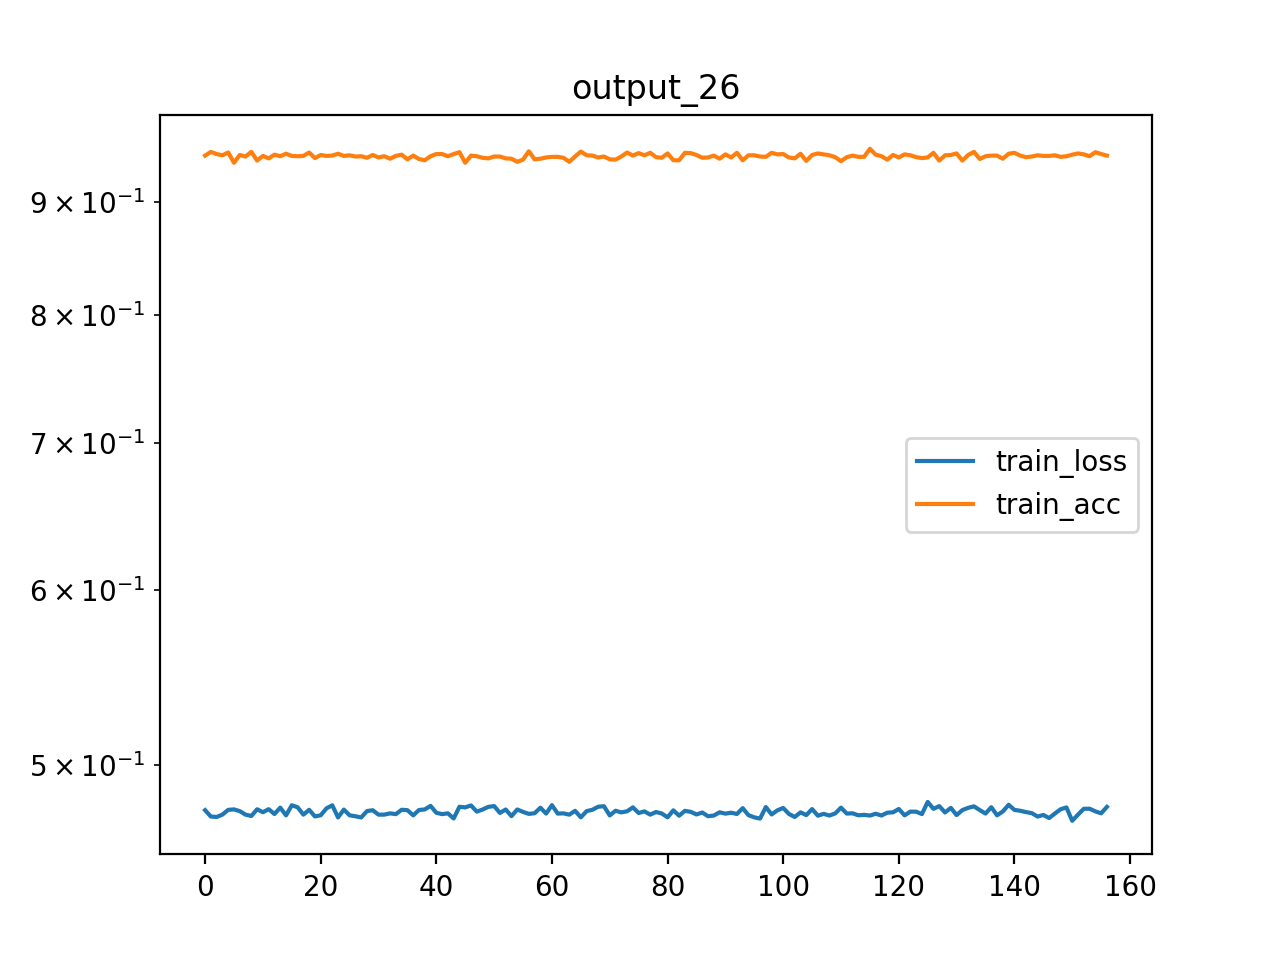 output_26
9 × 10⁻¹
8 × 10⁻¹
7 × 10⁻¹
6 × 10⁻¹
5 × 10⁻¹
train_loss
train_acc
0 20 40 60 80 100 120 140 160